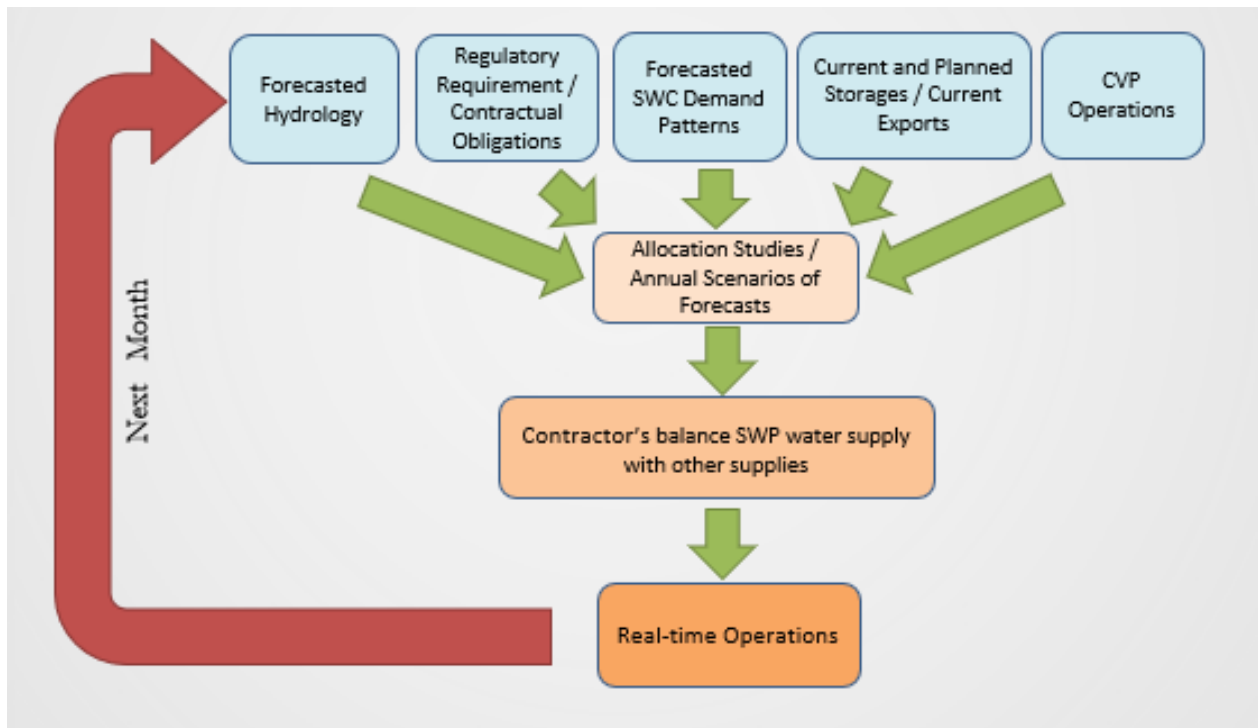 Forecasted
Hydrology
Regulatory
Requirement /
Contractual
Obligations
Forecasted
SWC Demand
Patterns
Current and Planned
Storages / Current
Exports
CVP
Operations
Allocation Studies /
Annual Scenarios of
Forecasts
Contractor's balance SWP water supply
with other supplies
Real-time Operations
Next Month